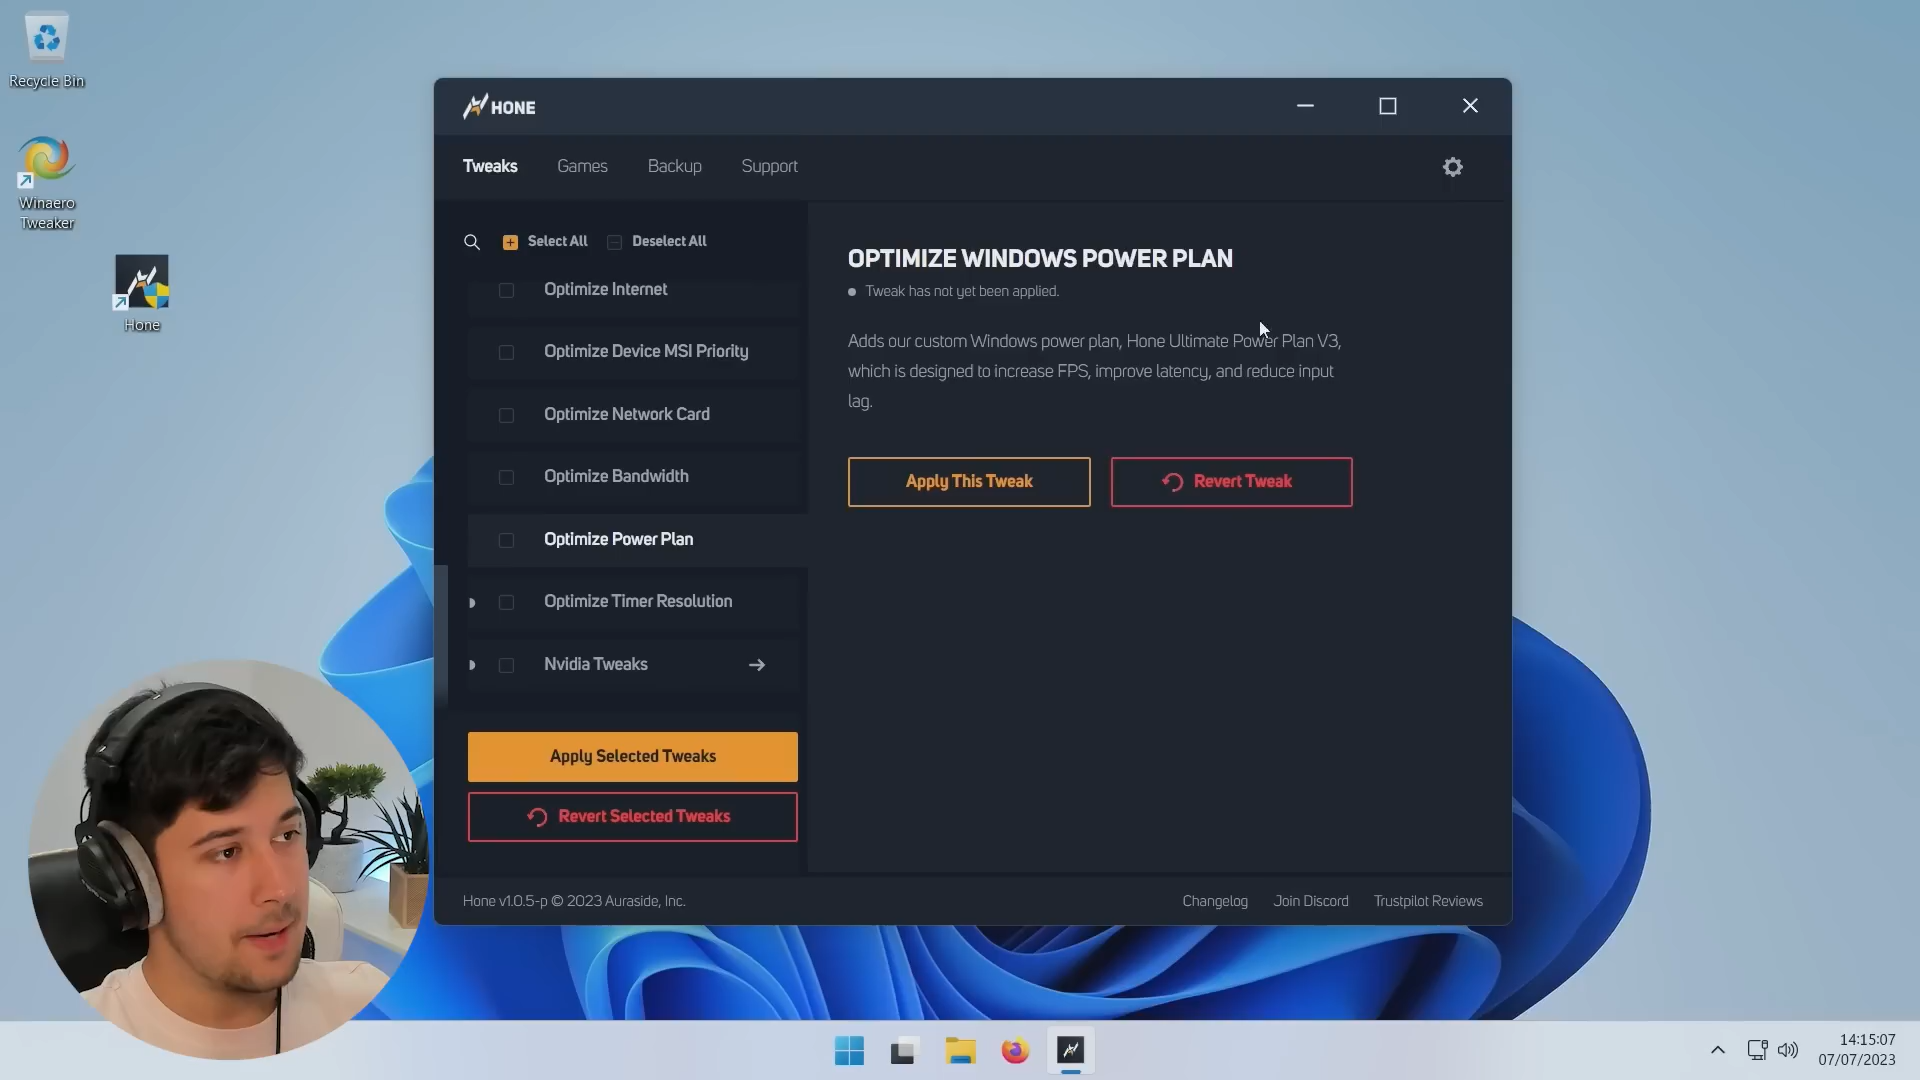 Recycle Bin
Winaero
Tweaker
Hone
HONE
Tweaks
Games
Backup
Support
Select All
Deselect All
Optimize Internet
Optimize Device MSI Priority
Optimize Network Card
Optimize Bandwidth
Optimize Power Plan
Optimize Timer Resolution
Nvidia Tweaks
Apply Selected Tweaks
Revert Selected Tweaks
OPTIMIZE WINDOWS POWER PLAN
Tweak has not yet been applied.
Adds our custom Windows power plan, Hone Ultimate Power Plan V3,
which is designed to increase FPS, improve latency, and reduce input
lag.
Apply This Tweak
Revert Tweak
Hone v1.0.5-p © 2023 Auraside, Inc.
Changelog
Join Discord
Trustpilot Reviews
14:15:07
07/07/2023